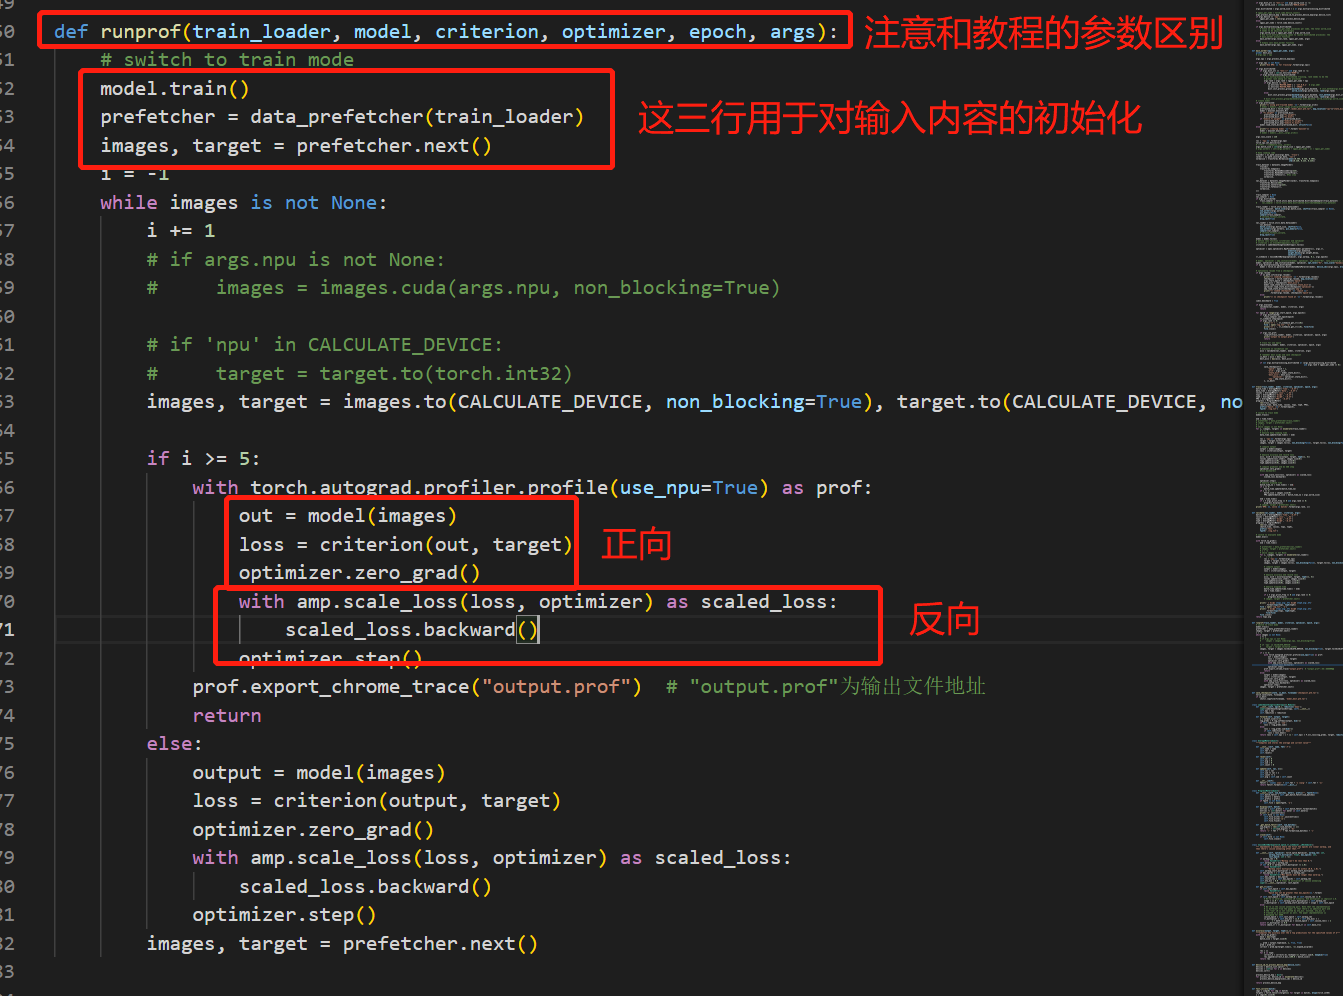 50 def runprof(train_loader, model, criterion, optimizer, epoch, args): 注意和教程的参数区别
51 # switch to train mode
52 model.train()
53 prefetcher = data_prefetcher(train_loader) 这三行用于对输入内容的初始化
54 images, target = prefetcher.next()
55 i = -1
56 while images is not None:
57 i += 1
58 # if args.npu is not None:
59 #     images = images.cuda(args.npu, non_blocking=True)
60
61 # if 'npu' in CALCULATE_DEVICE:
62 #     target = target.to(torch.int32)
63 images, target = images.to(CALCULATE_DEVICE, non_blocking=True), target.to(CALCULATE_DEVICE, no
64
65 if i >= 5:
66 with torch.autograd.profiler.profile(use_npu=True) as prof:
67 out = model(images)
68 loss = criterion(out, target) 正向
69 optimizer.zero_grad()
70 with amp.scale_loss(loss, optimizer) as scaled_loss: 反向
71 scaled_loss.backward()
72 optimizer.step()
73 prof.export_chrome_trace("output.prof")  # "output.prof"为输出文件地址
74 return
75 else:
76 output = model(images)
77 loss = criterion(output, target)
78 optimizer.zero_grad()
79 with amp.scale_loss(loss, optimizer) as scaled_loss:
80 scaled_loss.backward()
81 optimizer.step()
82 images, target = prefetcher.next()
83